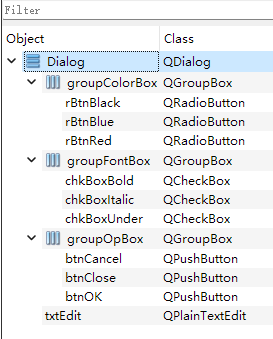 Filter
Object Class
Dialog QDialog
groupColorBox QGroupBox
rBtnBlack QRadioButton
rBtnBlue QRadioButton
rBtnRed QRadioButton
groupFontBox QGroupBox
chkBoxBold QCheckBox
chkBoxItalic QCheckBox
chkBoxUnder QCheckBox
groupOpBox QGroupBox
btnCancel QPushButton
btnClose QPushButton
btnOK QPushButton
txtEdit QPlainTextEdit